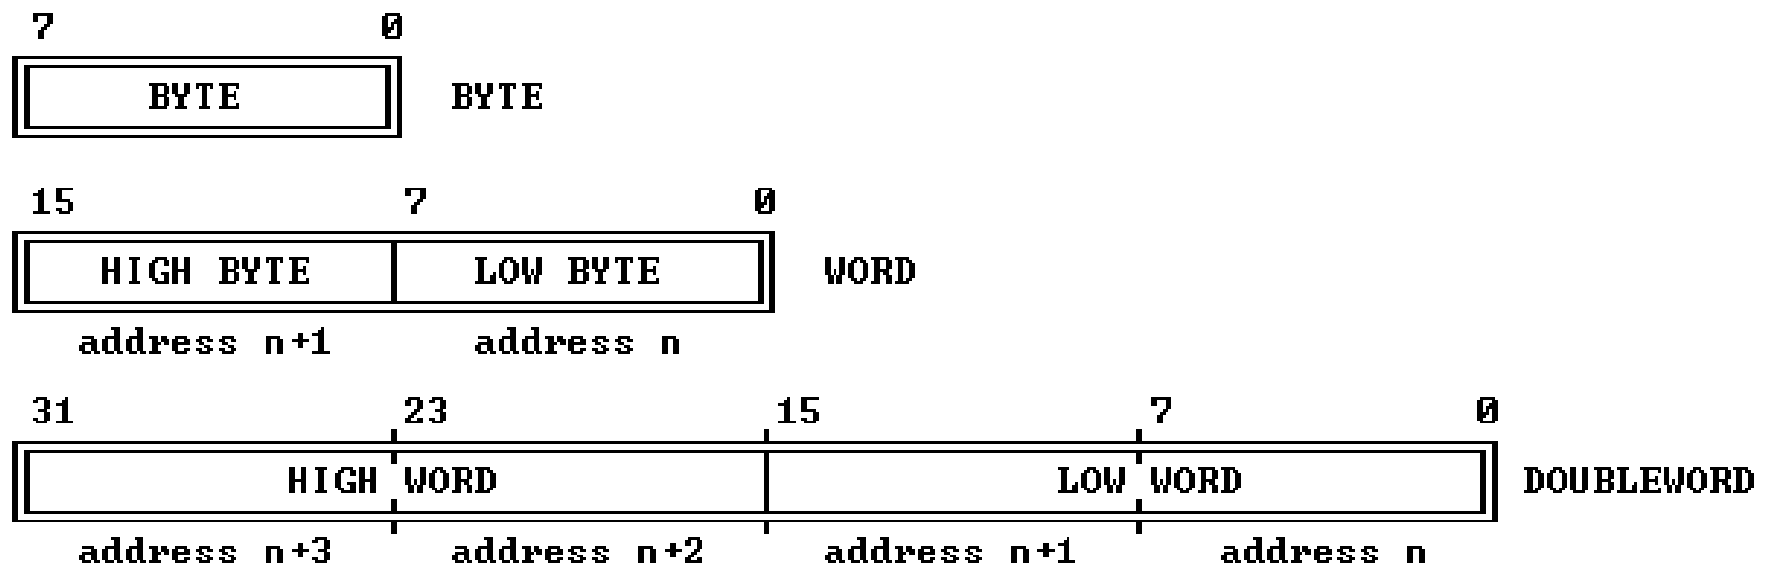 7 0
BYTE BYTE
15 7 0
HIGH BYTE LOW BYTE WORD
address n+1 address n
31 23 15 7 0
HIGH WORD LOW WORD DOUBLEWORD
address n+3 address n+2 address n+1 address n